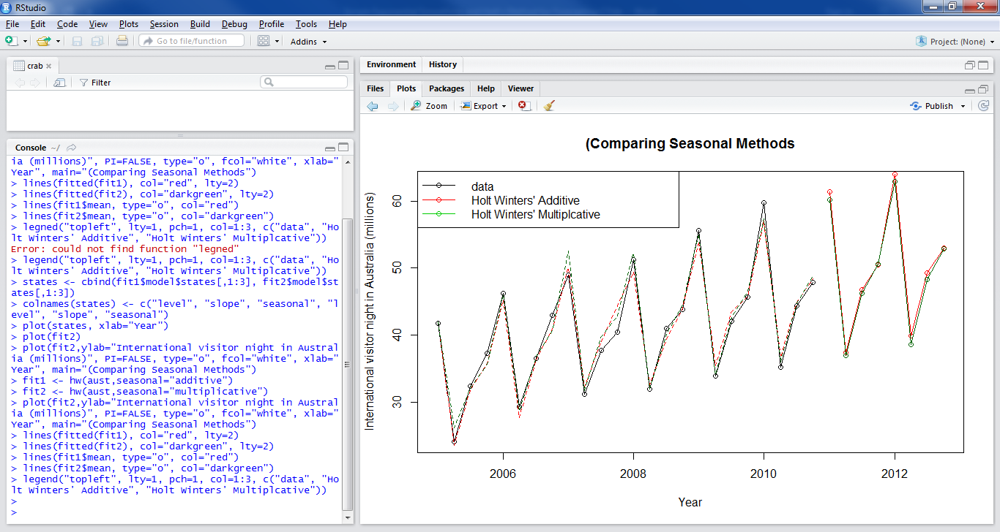 RStudio
File Edit Code View Plots Session Build Debug Profile Tools Help
Go to file/function Addins Project: (None)
crab
Filter
Console ~/
ia (millions)", PI=FALSE, type="o", fcol="white", xlab="
Year", main="(Comparing Seasonal Methods")
> lines(fitted(fit1), col="red", lty=2)
> lines(fitted(fit2), col="darkgreen", lty=2)
> lines(fit1$mean, type="o", col="red")
> lines(fit2$mean, type="o", col="darkgreen")
> legned("topleft", lty=1, pch=1, col=1:3, c("data", "Ho
lt Winters' Additive", "Holt Winters' Multiplcative"))
Error: could not find function "legned"
> legend("topleft", lty=1, pch=1, col=1:3, c("data", "Ho
lt Winters' Additive", "Holt Winters' Multiplcative"))
> states <- cbind(fit1$model$states[,1:3], fit2$model$st
ates[,1:3])
> colnames(states) <- c("level", "slope", "seasonal", "l
evel", "slope", "seasonal")
> plot(states, xlab="Year")
> plot(fit2)
> plot(fit2,ylab="International visitor night in Austral
ia (millions)", PI=FALSE, type="o", fcol="white", xlab="
Year", main="(Comparing Seasonal Methods")
> fit1 <- hw(aust,seasonal="additive")
> fit2 <- hw(aust,seasonal="multiplicative")
> plot(fit2,ylab="International visitor night in Austral
ia (millions)", PI=FALSE, type="o", fcol="white", xlab="
Year", main="(Comparing Seasonal Methods")
> lines(fitted(fit1), col="red", lty=2)
> lines(fitted(fit2), col="darkgreen", lty=2)
> lines(fit1$mean, type="o", col="red")
> lines(fit2$mean, type="o", col="darkgreen")
> legend("topleft", lty=1, pch=1, col=1:3, c("data", "Ho
lt Winters' Additive", "Holt Winters' Multiplcative"))
>
>
Environment History
Files Plots Packages Help Viewer
Zoom Export Publish
(Comparing Seasonal Methods
data
Holt Winters' Additive
Holt Winters' Multiplcative
International visitor night in Australia (millions)
60
50
40
30
2006 2008 2010 2012
Year